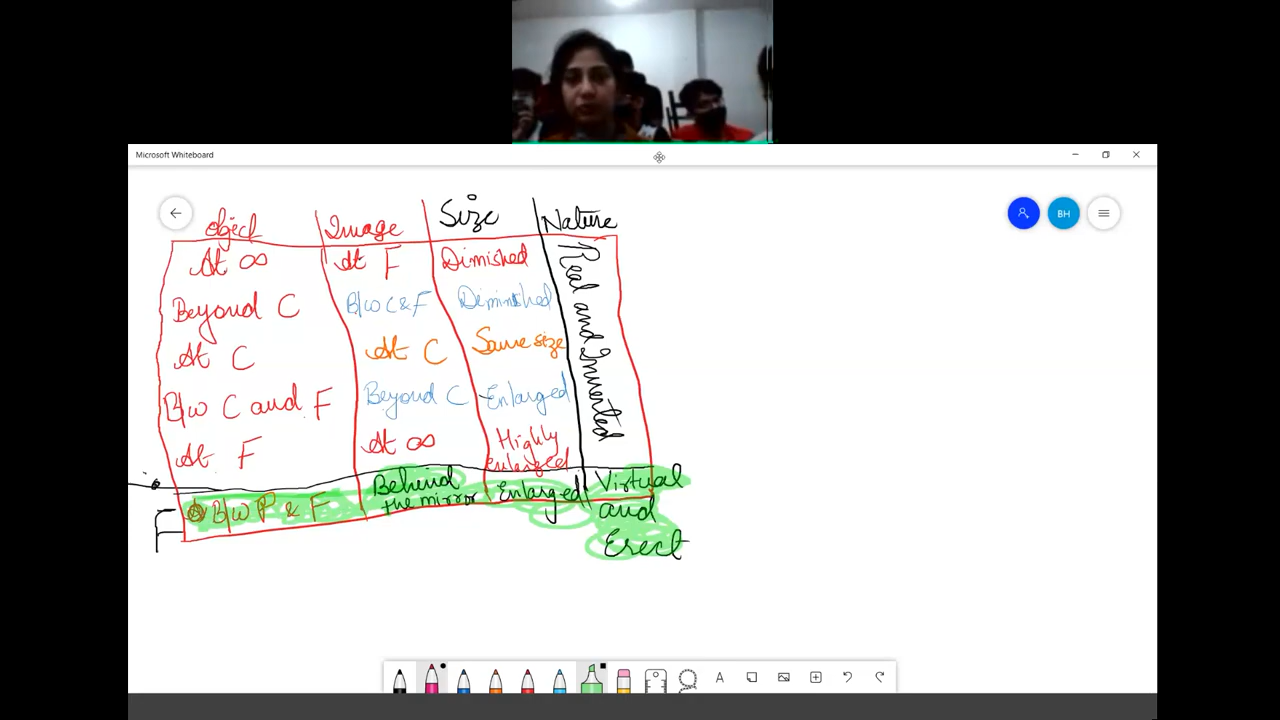 Microsoft Whiteboard
BH
Object Image Size Nature
At ∞ At F Dimished
Beyond C B/w C & F Diminished
At C At C Same size
B/w C and F Beyond C Enlarged
At F At ∞ Highly enlarged
Real and Inverted
B/w P & F Behind the mirror Enlarged Virtual and Erect
F
A